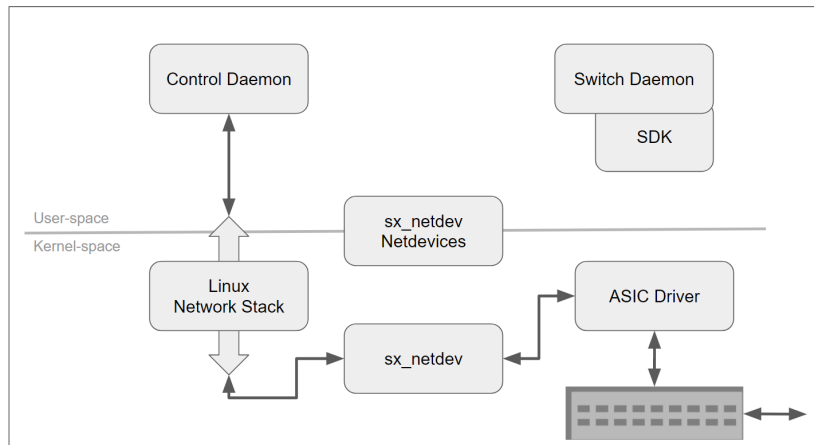 Control Daemon
Switch Daemon
SDK
User-space
Kernel-space
sx_netdev
Netdevices
Linux
Network Stack
ASIC Driver
sx_netdev